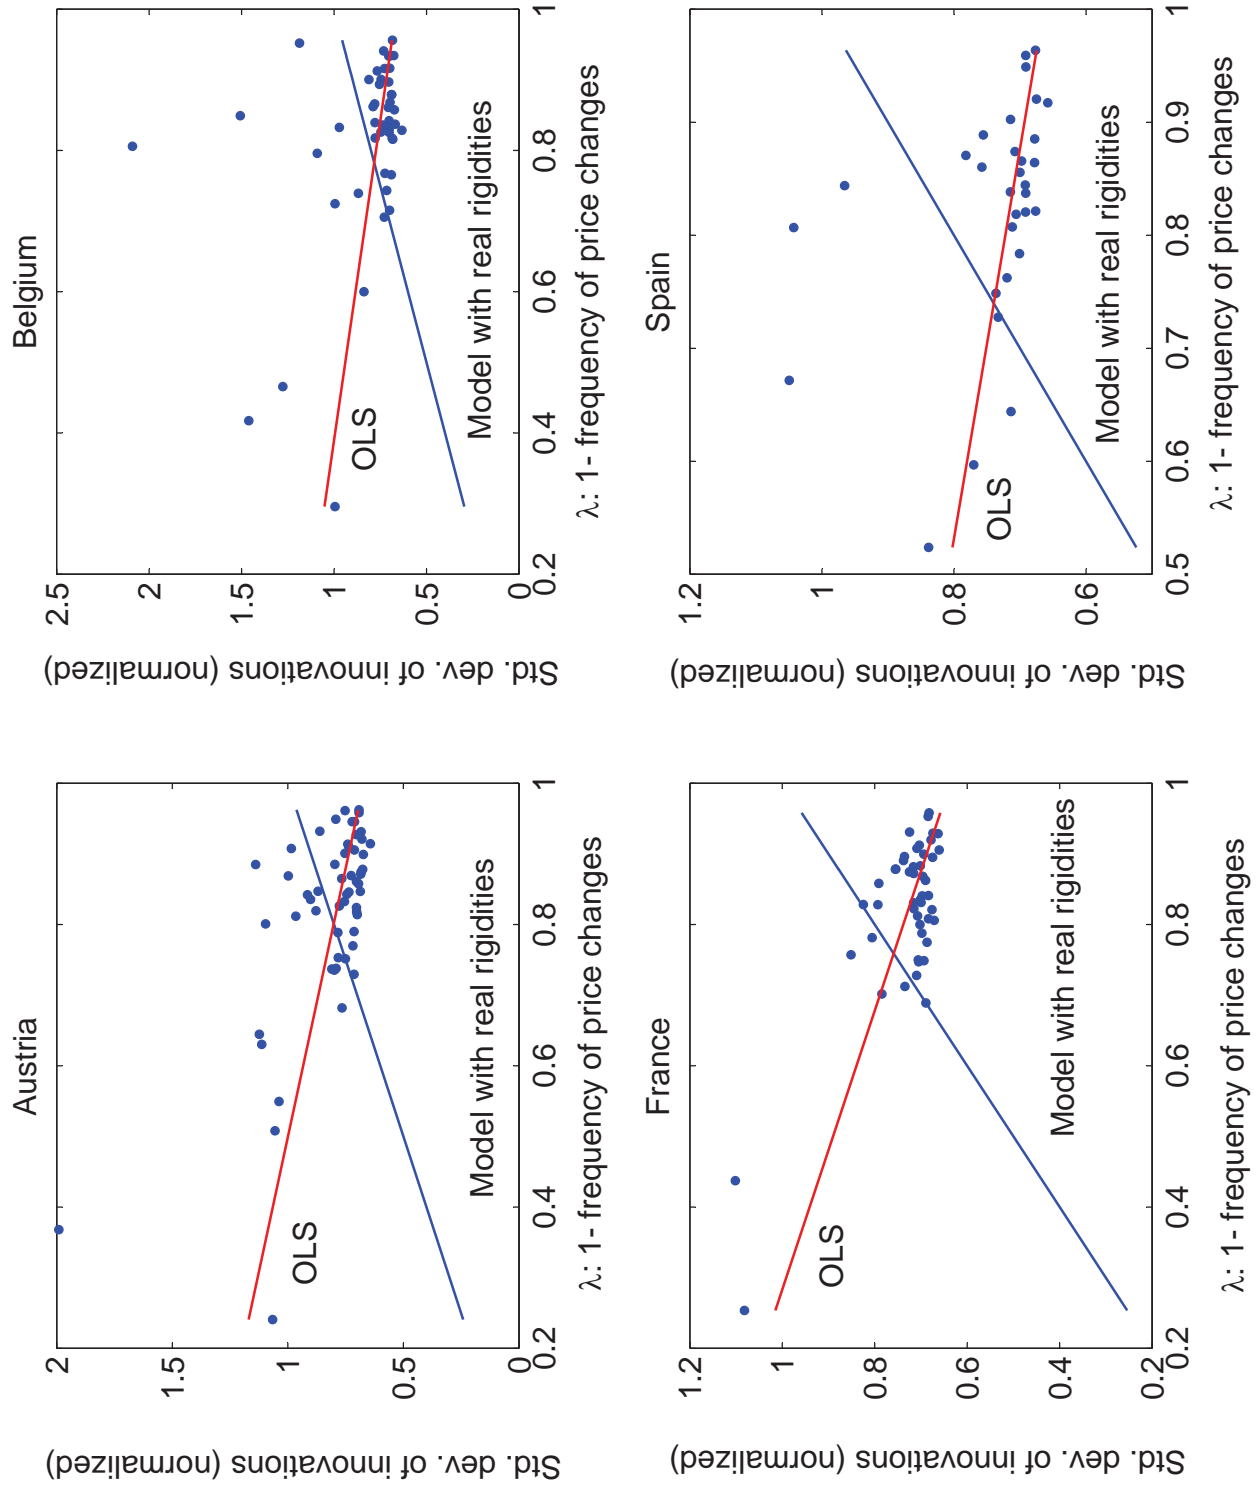 Austria
Std. dev. of innovations (normalized)
2
1.5
1
0.5
0
OLS
Model with real rigidities
0.2 0.4 0.6 0.8 1
λ: 1- frequency of price changes
Belgium
Std. dev. of innovations (normalized)
2.5
2
1.5
1
0.5
0
OLS
Model with real rigidities
0.2 0.4 0.6 0.8 1
λ: 1- frequency of price changes
France
Std. dev. of innovations (normalized)
1.2
1
0.8
0.6
0.4
0.2
OLS
Model with real rigidities
0.2 0.4 0.6 0.8 1
λ: 1- frequency of price changes
Spain
Std. dev. of innovations (normalized)
1.2
1
0.8
0.6
OLS
Model with real rigidities
0.5 0.6 0.7 0.8 0.9 1
λ: 1- frequency of price changes